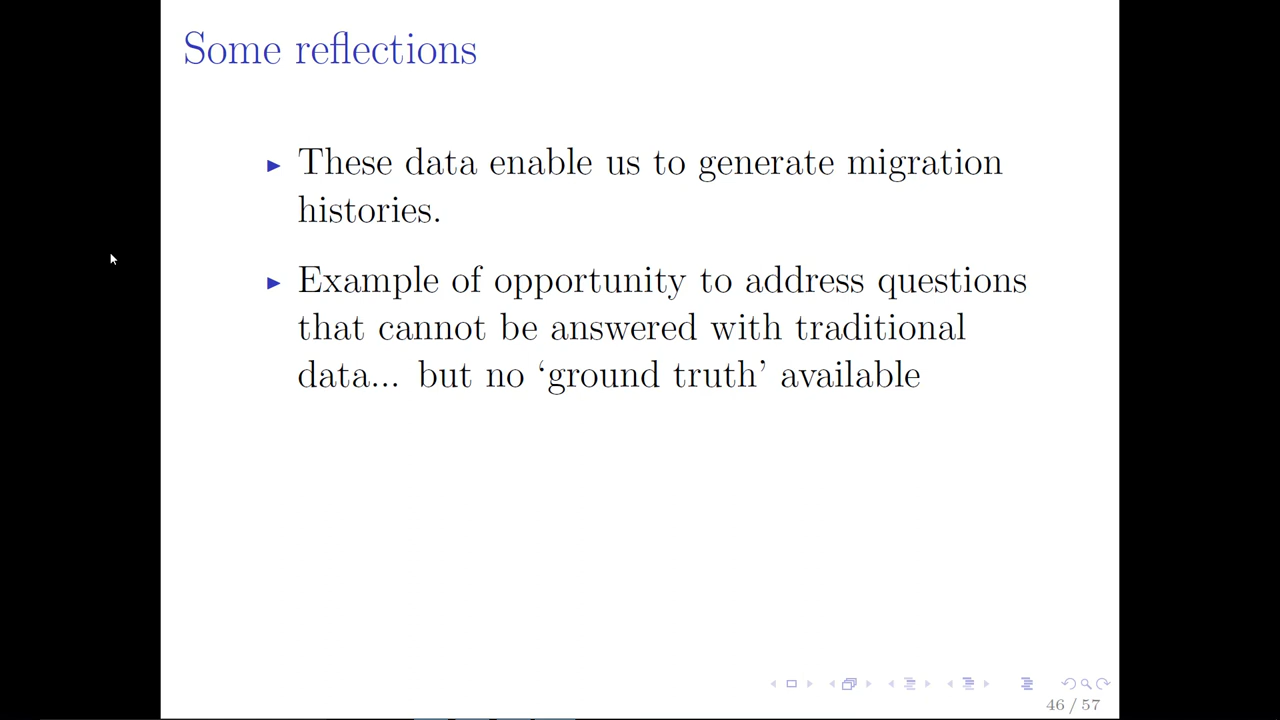 Some reflections
These data enable us to generate migration
histories.
Example of opportunity to address questions
that cannot be answered with traditional
data... but no ‘ground truth’ available
46 / 57